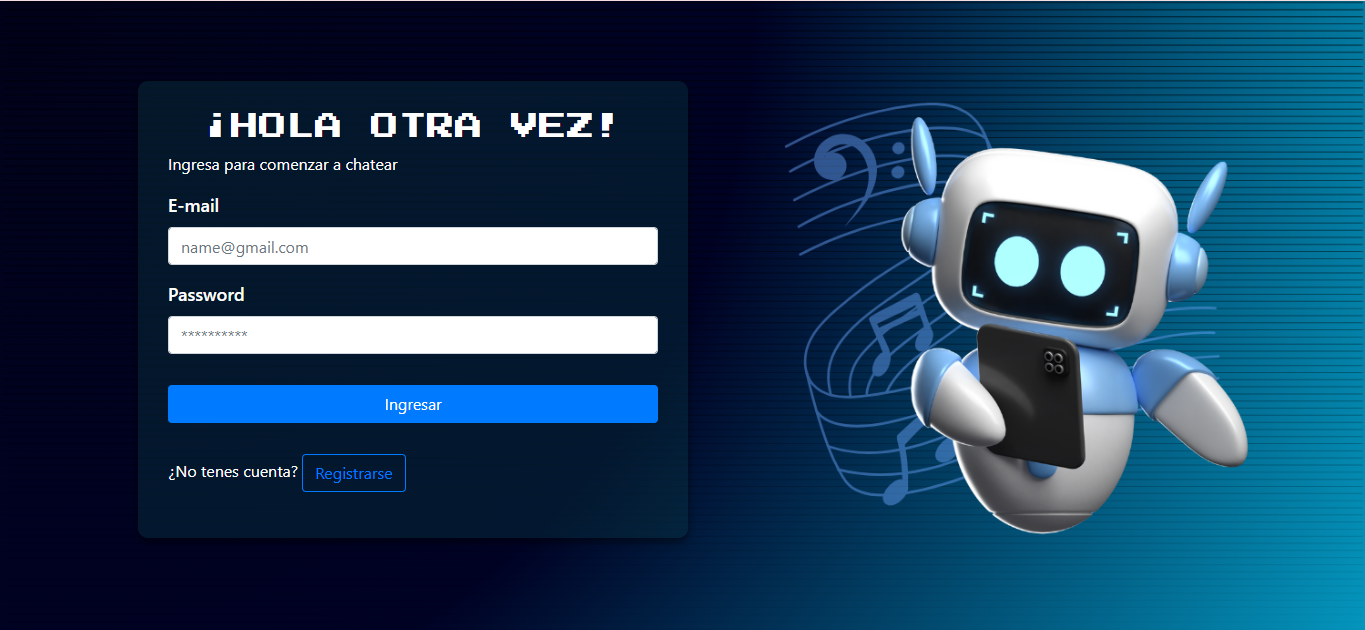 ¡HOLA OTRA VEZ!
Ingresa para comenzar a chatear
E-mail
name@gmail.com
Password
**********
Ingresar
¿No tenes cuenta? Registrarse